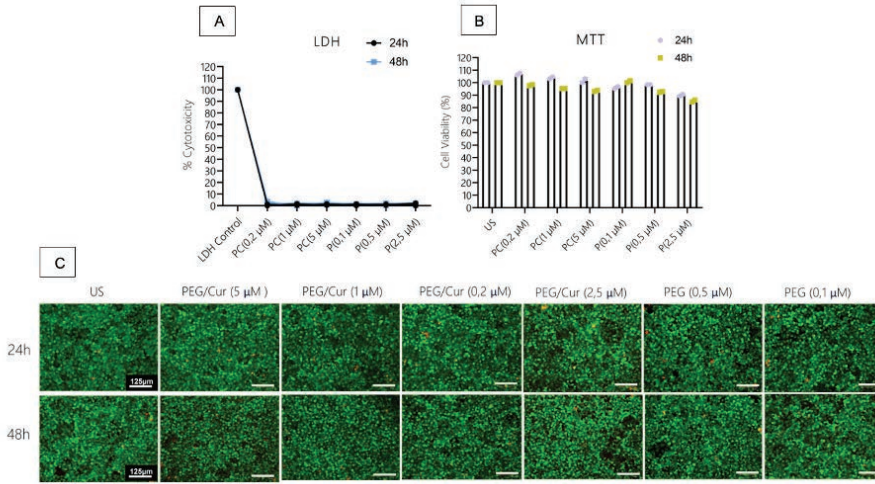 A
LDH
24h
48h
% Cytotoxicity
120
110
100
90
80
70
60
50
40
30
20
10
0
LDH Control
PC(0,2 µM)
PC(1 µM)
PC(5 µM)
P(0,1 µM)
P(0,5 µM)
P(2,5 µM)
B
MTT
24h
48h
Cell Viability (%)
120
110
100
90
80
70
60
50
40
30
20
10
0
US
PC(0,2 µM)
PC(1 µM)
PC(5 µM)
P(0,1 µM)
P(0,5 µM)
P(2,5 µM)
C
US PEG/Cur (5 µM ) PEG/Cur (1 µM) PEG/Cur (0,2 µM) PEG/Cur (2,5 µM) PEG (0,5 µM) PEG (0,1 µM)
24h
125µm
48h
125µm